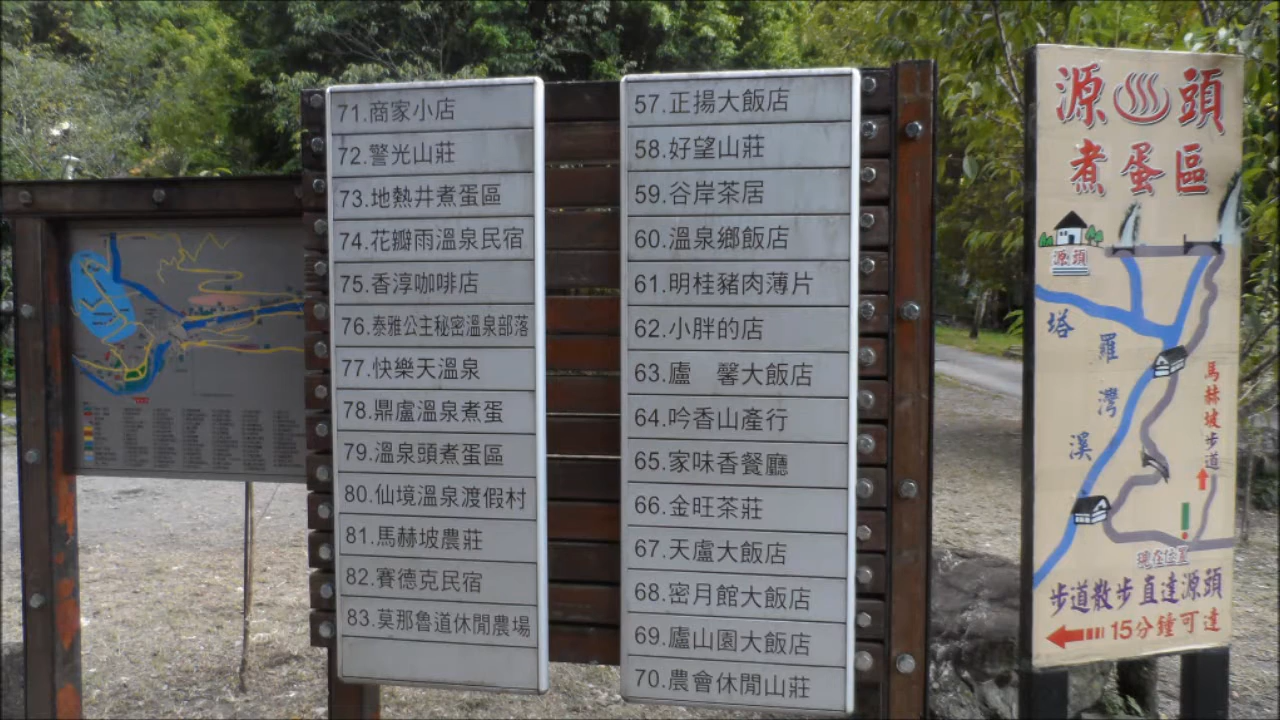 71.商家小店
72.警光山莊
73.地熱井煮蛋區
74.花瓣雨溫泉民宿
75.香淳咖啡店
76.泰雅公主秘密溫泉部落
77.快樂天溫泉
78.鼎盧溫泉煮蛋
79.溫泉頭煮蛋區
80.仙境溫泉渡假村
81.馬赫坡農莊
82.賽德克民宿
83.莫那魯道休閒農場
57.正揚大飯店
58.好望山莊
59.谷岸茶居
60.溫泉鄉飯店
61.明桂豬肉薄片
62.小胖的店
63.廬 馨大飯店
64.吟香山產行
65.家味香餐廳
66.金旺茶莊
67.天盧大飯店
68.密月館大飯店
69.廬山園大飯店
70.農會休閒山莊
源頭
煮蛋區
源頭
塔羅灣溪
馬赫坡步道
現在位置
步道散步直達源頭
15分鐘可達